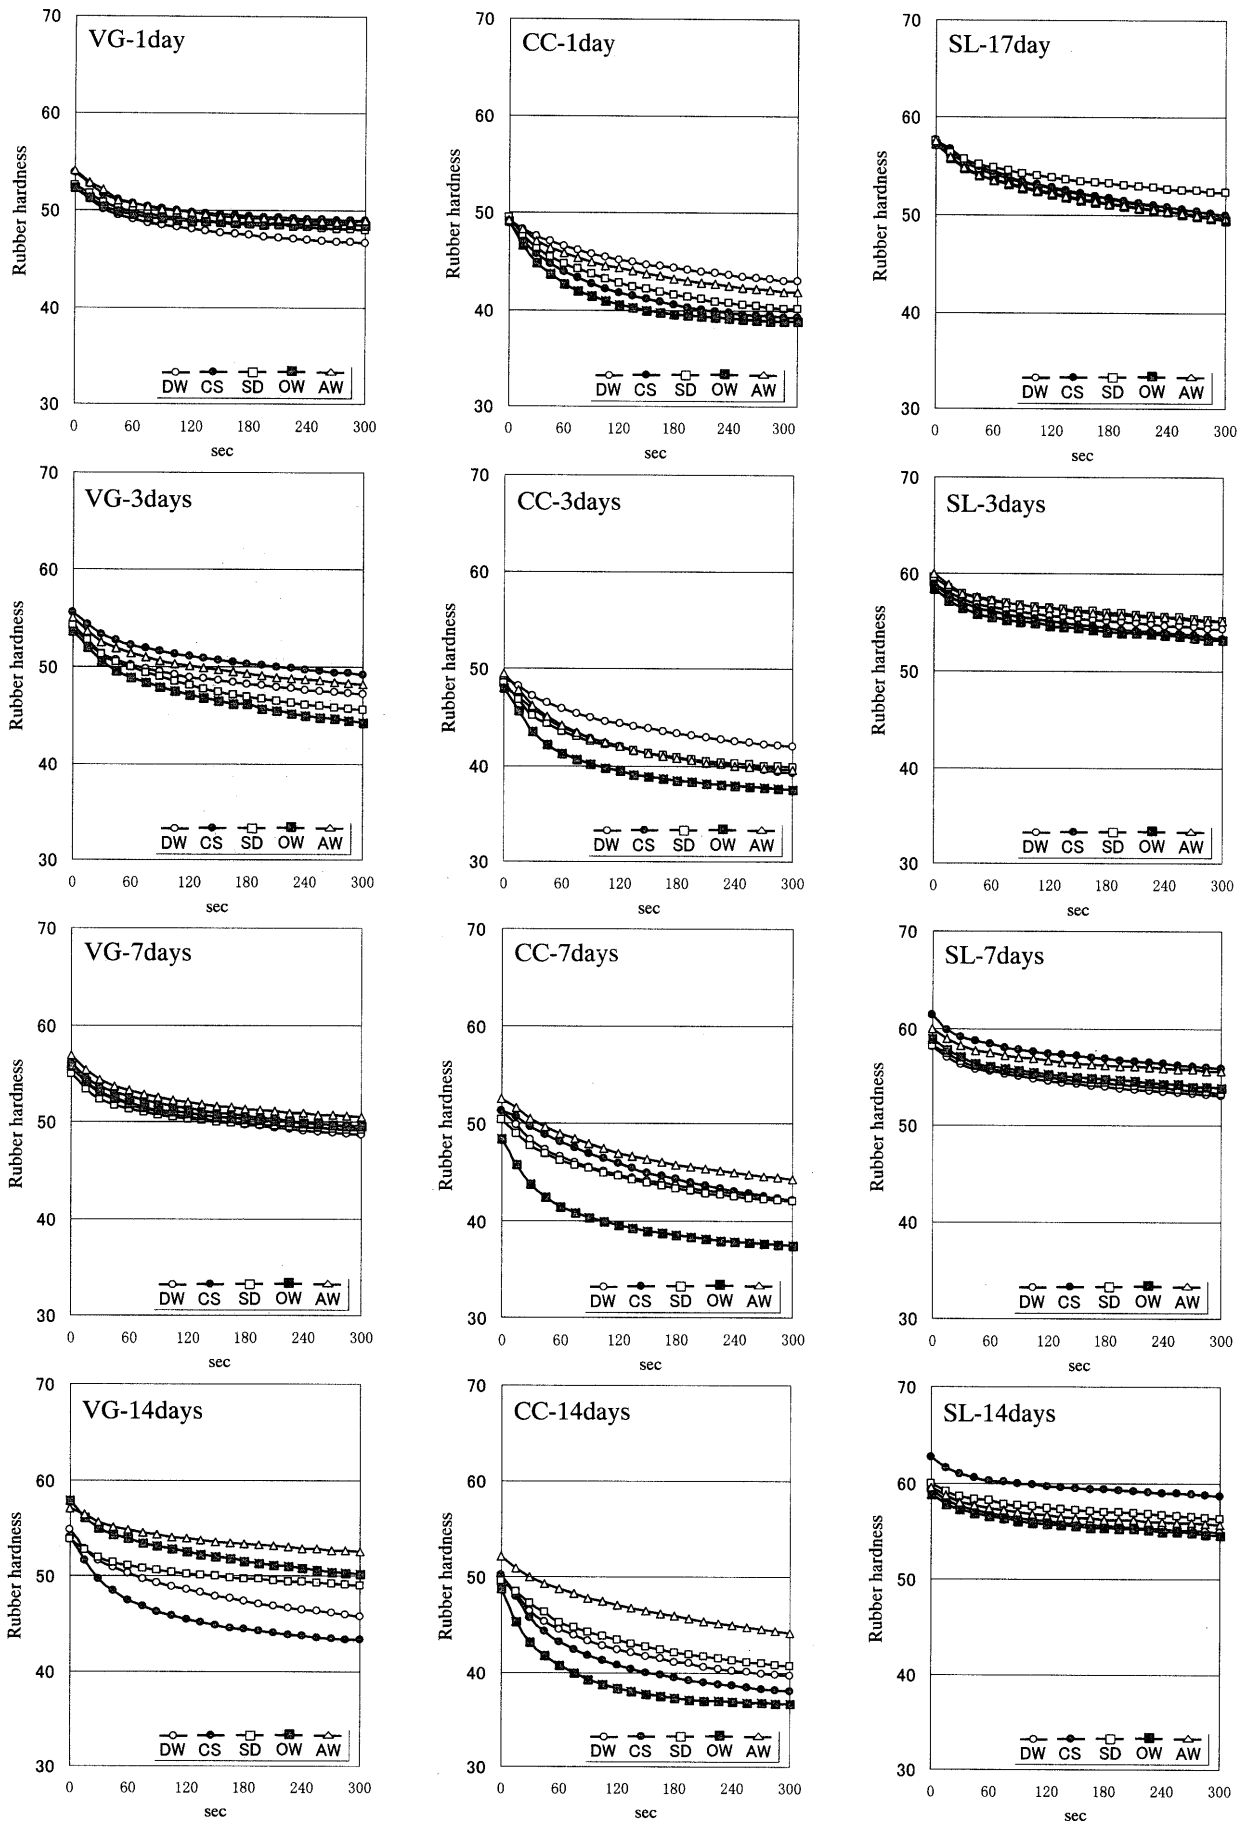 VG-1day
70
60
50
40
30
Rubber hardness
DW CS SD OW AW
0 60 120 180 240 300
sec
CC-1day
70
60
50
40
30
Rubber hardness
DW CS SD OW AW
0 60 120 180 240 300
sec
SL-17day
70
60
50
40
30
Rubber hardness
DW CS SD OW AW
0 60 120 180 240 300
sec
VG-3days
70
60
50
40
30
Rubber hardness
DW CS SD OW AW
0 60 120 180 240 300
sec
CC-3days
70
60
50
40
30
Rubber hardness
DW CS SD OW AW
0 60 120 180 240 300
sec
SL-3days
70
60
50
40
30
Rubber hardness
DW CS SD OW AW
0 60 120 180 240 300
sec
VG-7days
70
60
50
40
30
Rubber hardness
DW CS SD OW AW
0 60 120 180 240 300
sec
CC-7days
70
60
50
40
30
Rubber hardness
DW CS SD OW AW
0 60 120 180 240 300
sec
SL-7days
70
60
50
40
30
Rubber hardness
DW CS SD OW AW
0 60 120 180 240 300
sec
VG-14days
70
60
50
40
30
Rubber hardness
DW CS SD OW AW
0 60 120 180 240 300
sec
CC-14days
70
60
50
40
30
Rubber hardness
DW CS SD OW AW
0 60 120 180 240 300
sec
SL-14days
70
60
50
40
30
Rubber hardness
DW CS SD OW AW
0 60 120 180 240 300
sec